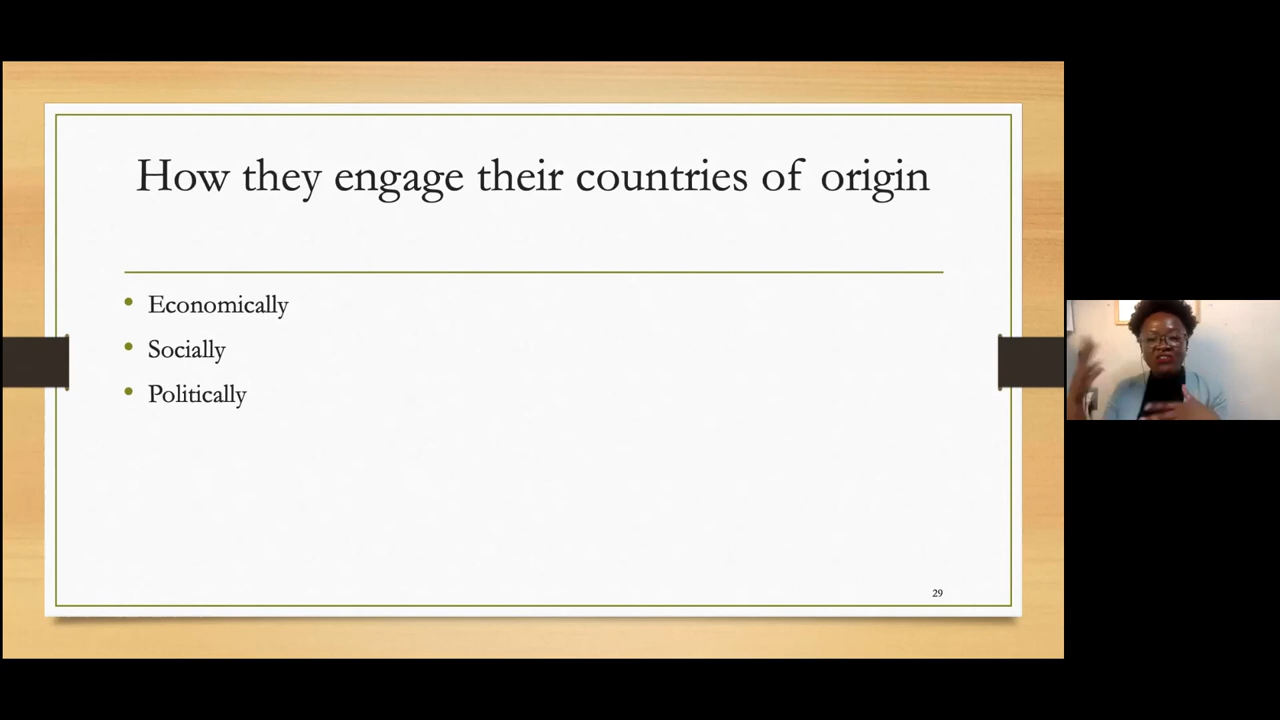 How they engage their countries of origin
• Economically
• Socially
• Politically
29